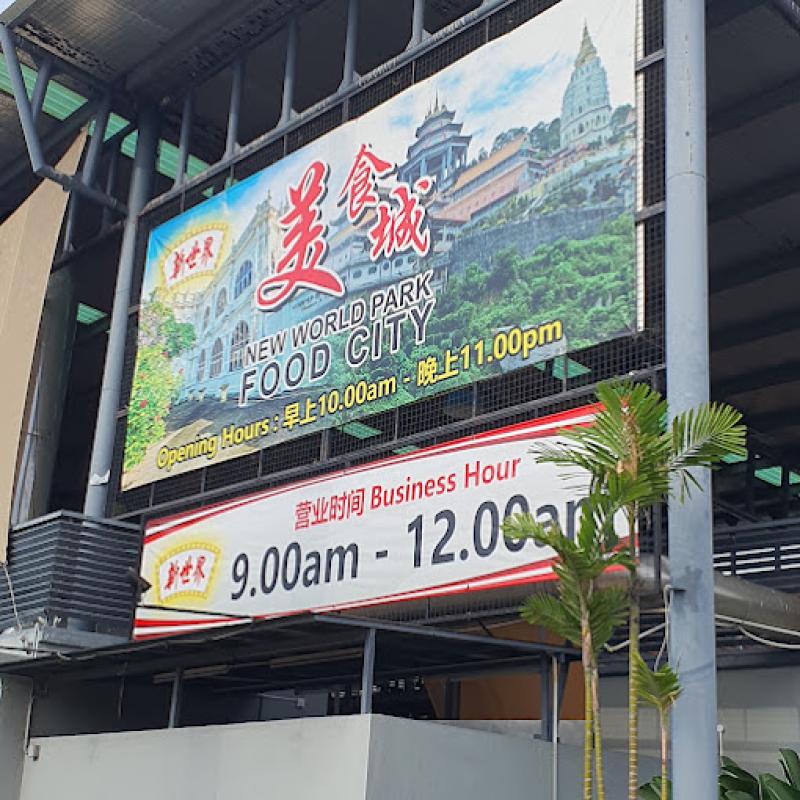 新世界
美食城
NEW WORLD PARK
FOOD CITY
Opening Hours : 早上10.00am - 晚上11.00pm
营业时间 Business Hour
新世界
9.00am - 12.00am